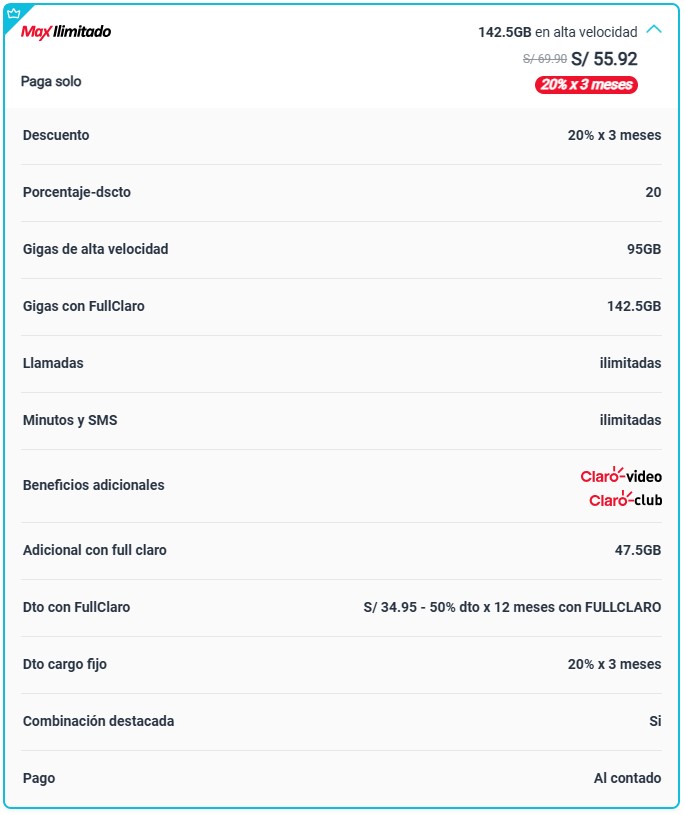 Max Ilimitado
142.5GB en alta velocidad
S/ 69.90 S/ 55.92
Paga solo
20% x 3 meses
Descuento 20% x 3 meses
Porcentaje-dscto 20
Gigas de alta velocidad 95GB
Gigas con FullClaro 142.5GB
Llamadas ilimitadas
Minutos y SMS ilimitadas
Beneficios adicionales
Claro-video
Claro-club
Adicional con full claro 47.5GB
Dto con FullClaro S/ 34.95 - 50% dto x 12 meses con FULLCLARO
Dto cargo fijo 20% x 3 meses
Combinación destacada Si
Pago Al contado